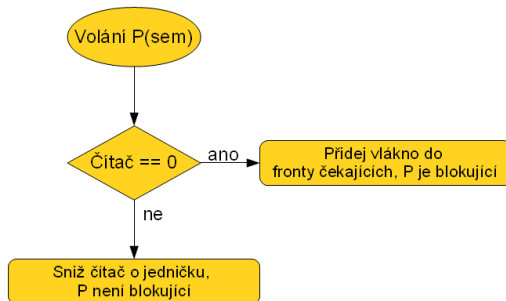 Volání P(sem)
Čítač == 0
ano
Přidej vlákno do
fronty čekajících, P je blokující
ne
Sniž čítač o jedničku,
P není blokující